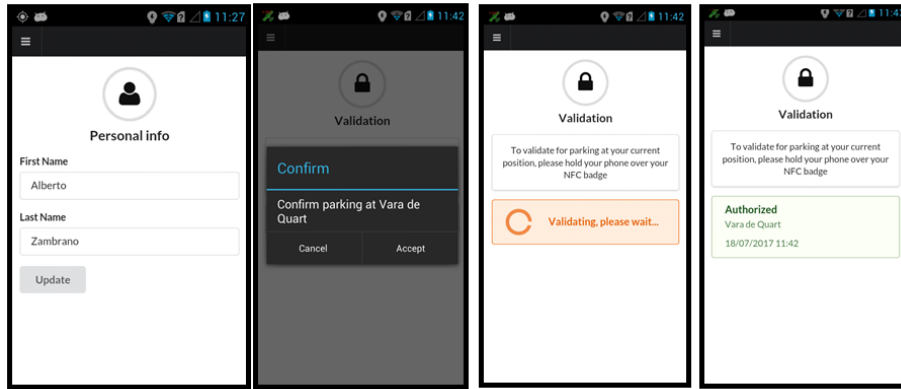 11:27
Personal info
First Name
Alberto
Last Name
Zambrano
Update
11:42
Validation
Confirm
Confirm parking at Vara de
Quart
Cancel
Accept
11:42
Validation
To validate for parking at your current
position, please hold your phone over your
NFC badge
Validating, please wait...
Validation
To validate for parking at your current
position, please hold your phone over your
NFC badge
Authorized
Vara de Quart
18/07/2017 11:42